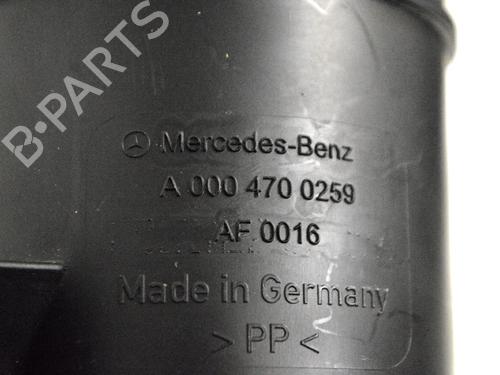 B-PARTS
Mercedes-Benz
A 000 470 0259
AF 0016
Made in Germany
> PP <